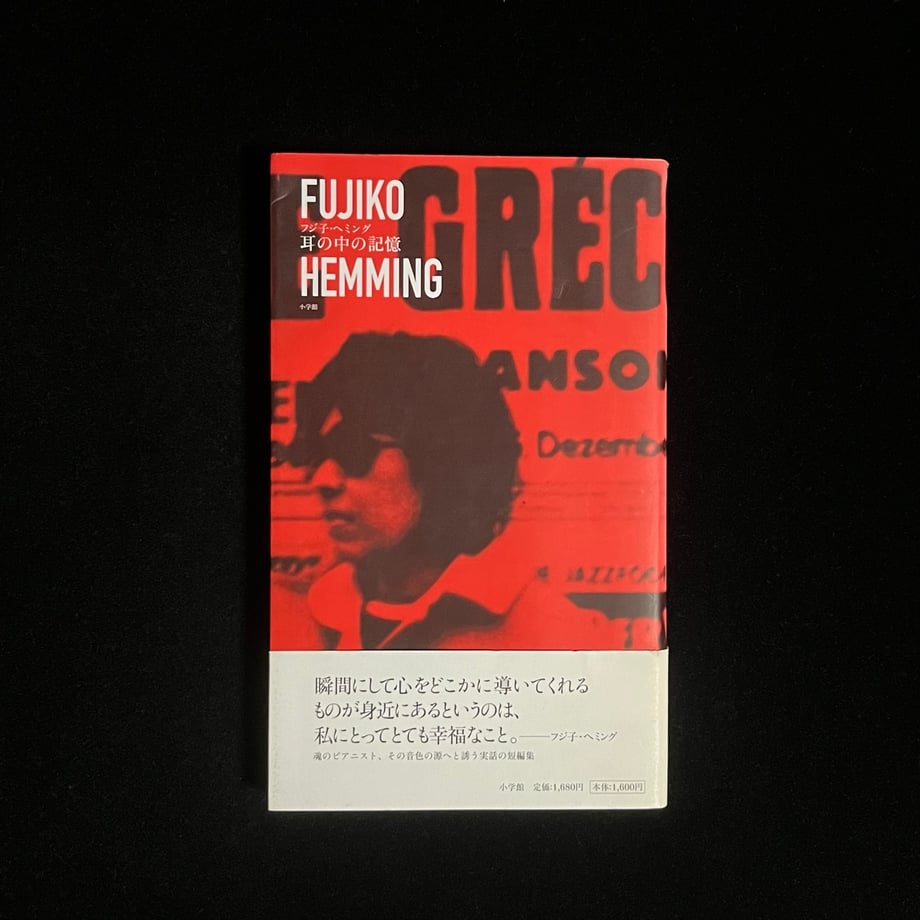 FUJIKO
フジ子・ヘミング
耳の中の記憶
HEMMING
小学館
GRÉC
ANSON
Dezembe
JAZZFORA
瞬間にして心をどこかに導いてくれる
ものが身近にあるというのは、
私にとってとても幸福なこと。——フジ子・ヘミング
魂のピアニスト、その音色の源へと誘う実話の短編集
小学館 定価:1,680円 本体:1,600円